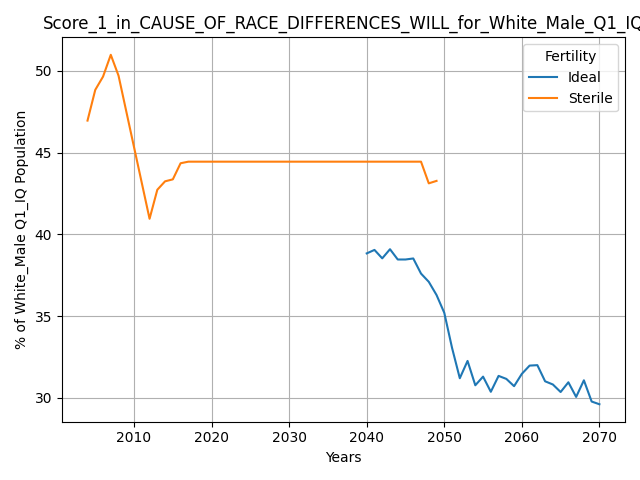 Score_1_in_CAUSE_OF_RACE_DIFFERENCES_WILL_for_White_Male_Q1_IQ
Fertility
Ideal
Sterile
% of White_Male Q1_IQ Population
50
45
40
35
30
2010 2020 2030 2040 2050 2060 2070
Years